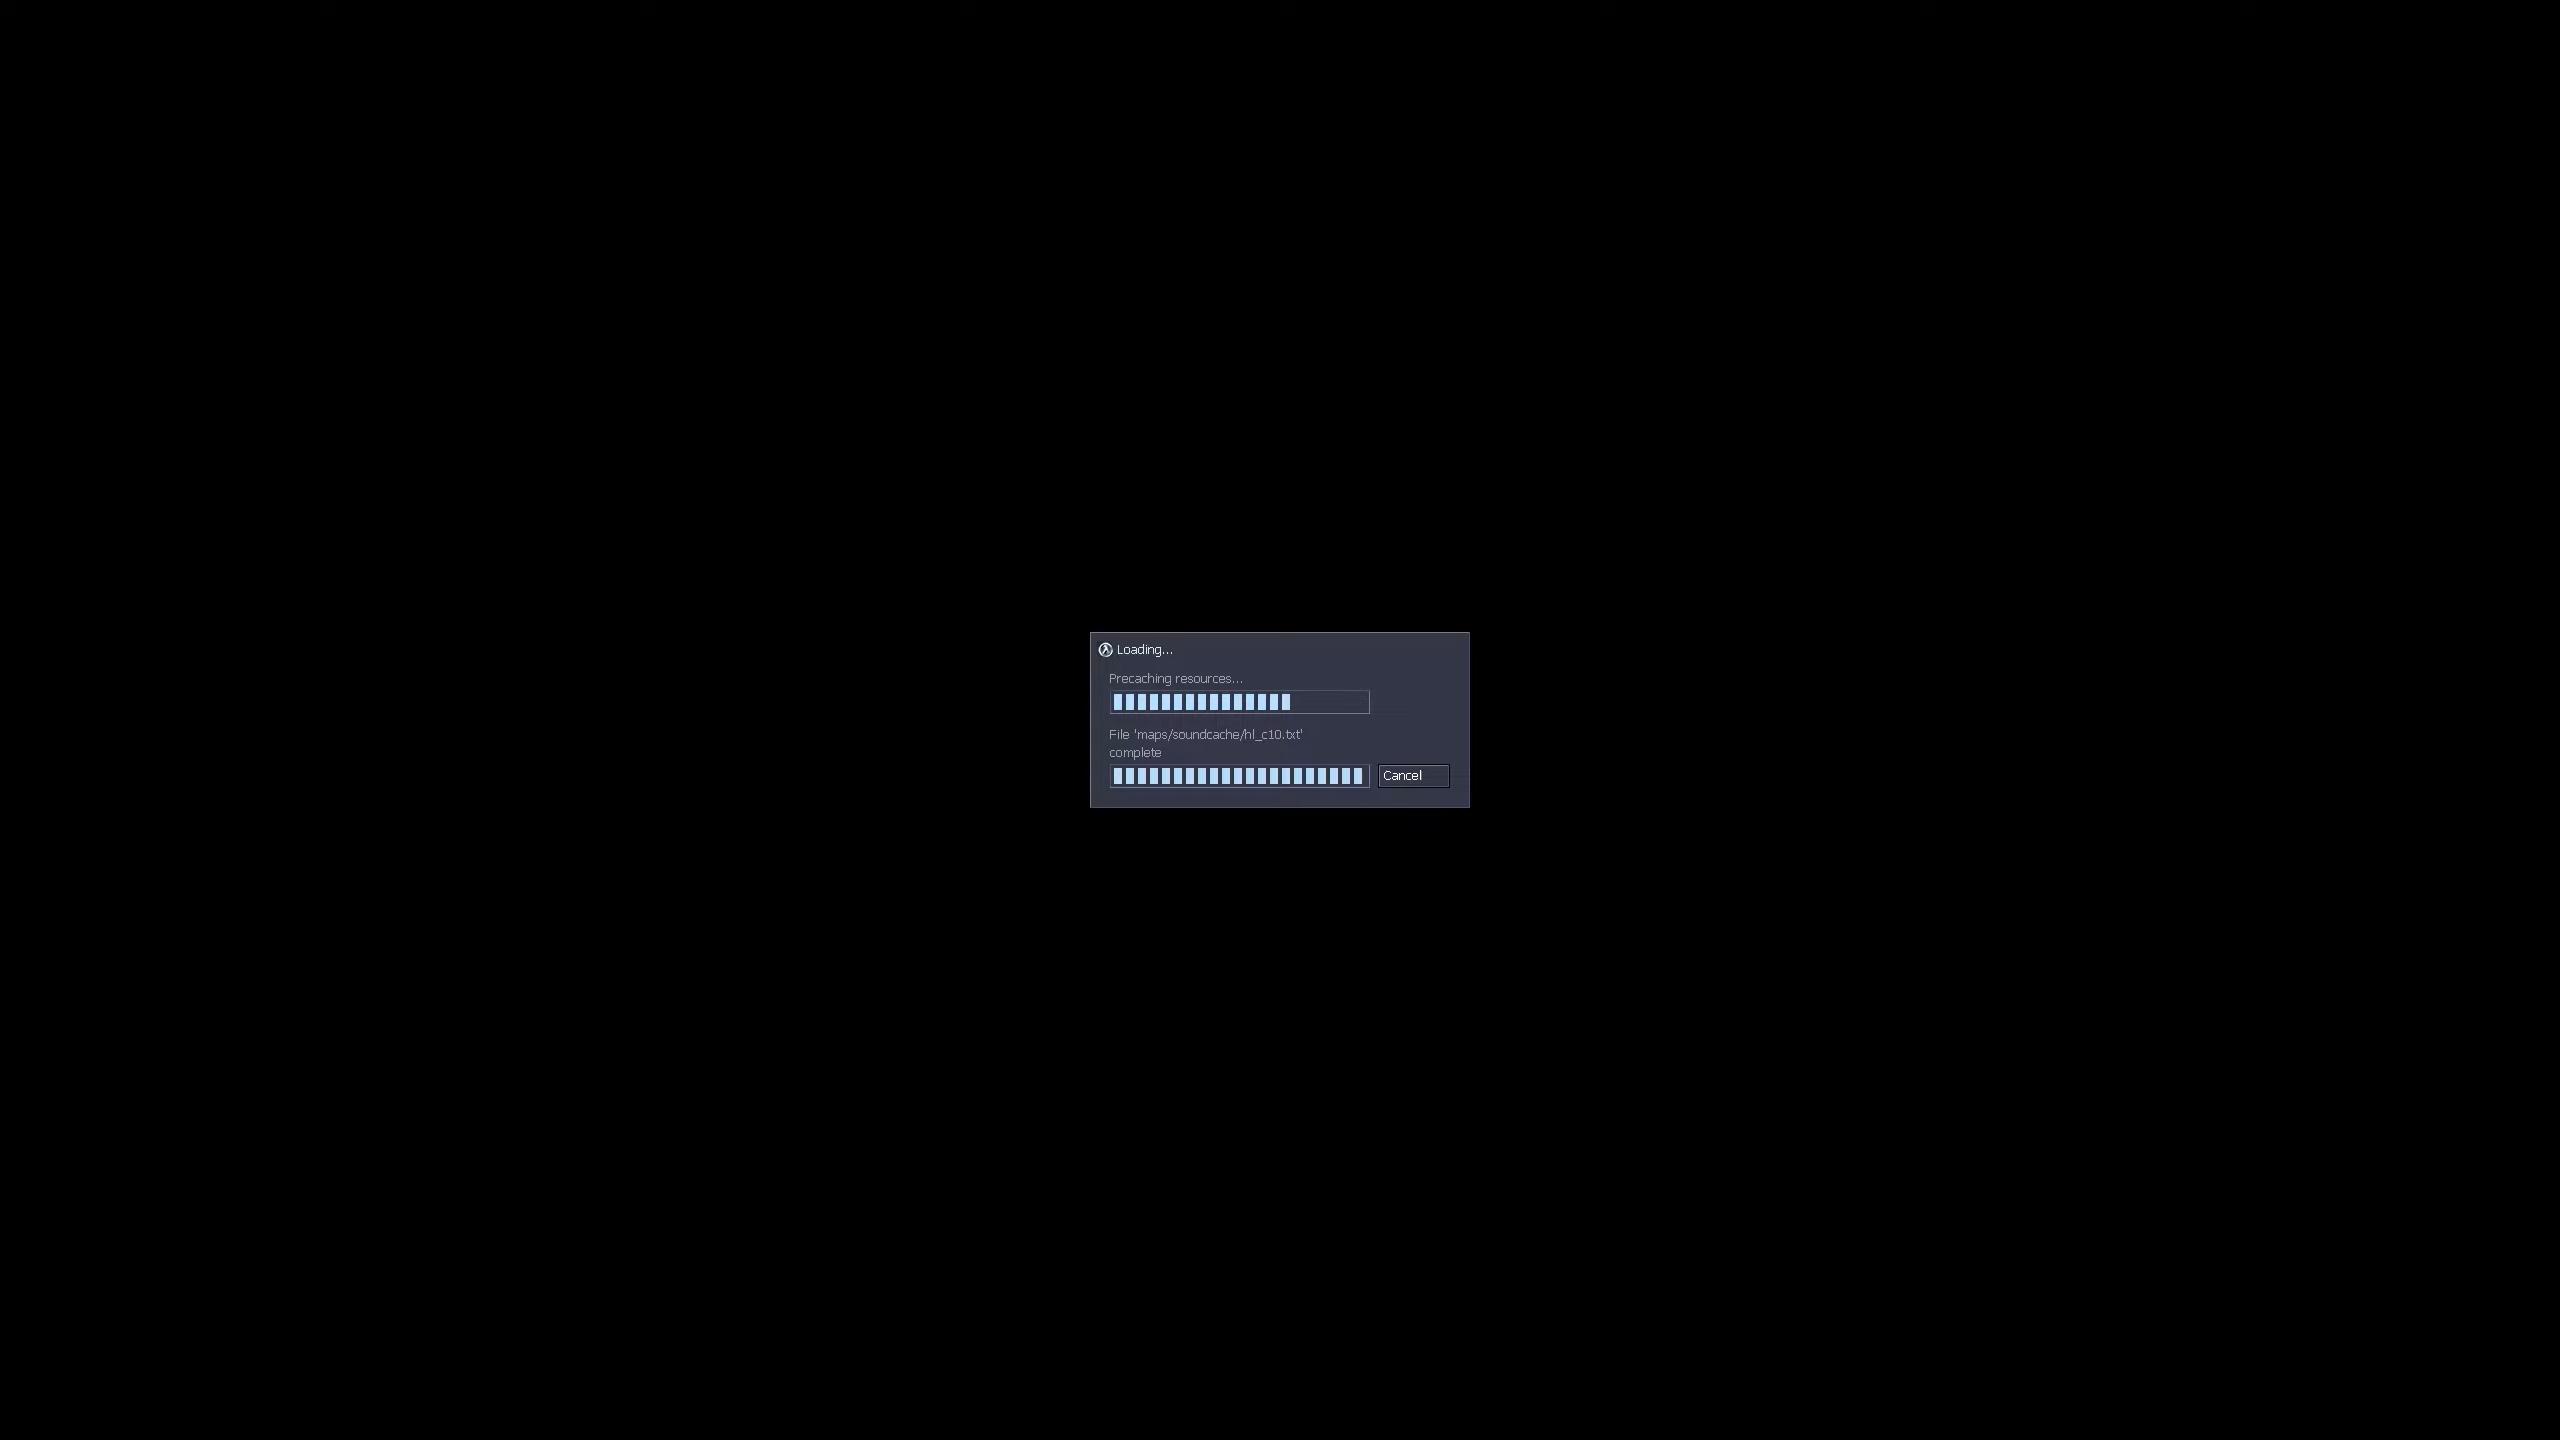 Loading...
Precaching resources...
File 'maps/soundcache/hl_c10.txt'
complete
Cancel